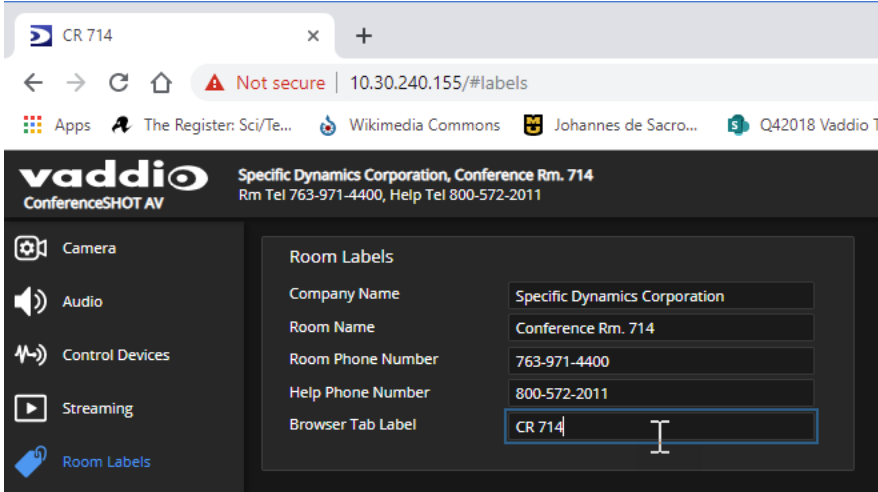 CR 714
Not secure | 10.30.240.155/#labels
Apps The Register: Sci/Te... Wikimedia Commons Johannes de Sacro... Q42018 Vaddio T
vaddio
ConferenceSHOT AV
Specific Dynamics Corporation, Conference Rm. 714
Rm Tel 763-971-4400, Help Tel 800-572-2011
Camera
Audio
Control Devices
Streaming
Room Labels
Room Labels
Company Name Specific Dynamics Corporation
Room Name Conference Rm. 714
Room Phone Number 763-971-4400
Help Phone Number 800-572-2011
Browser Tab Label CR 714